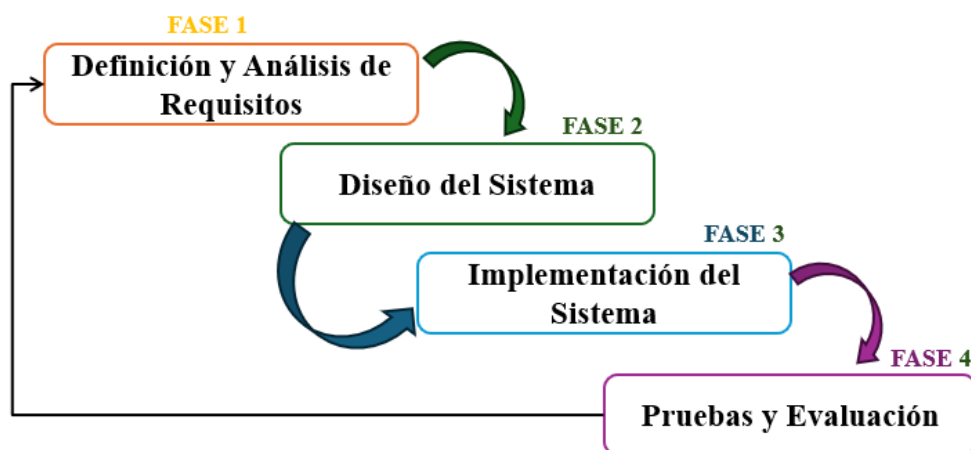 FASE 1
Definición y Análisis de
Requisitos
FASE 2
Diseño del Sistema
FASE 3
Implementación del
Sistema
FASE 4
Pruebas y Evaluación